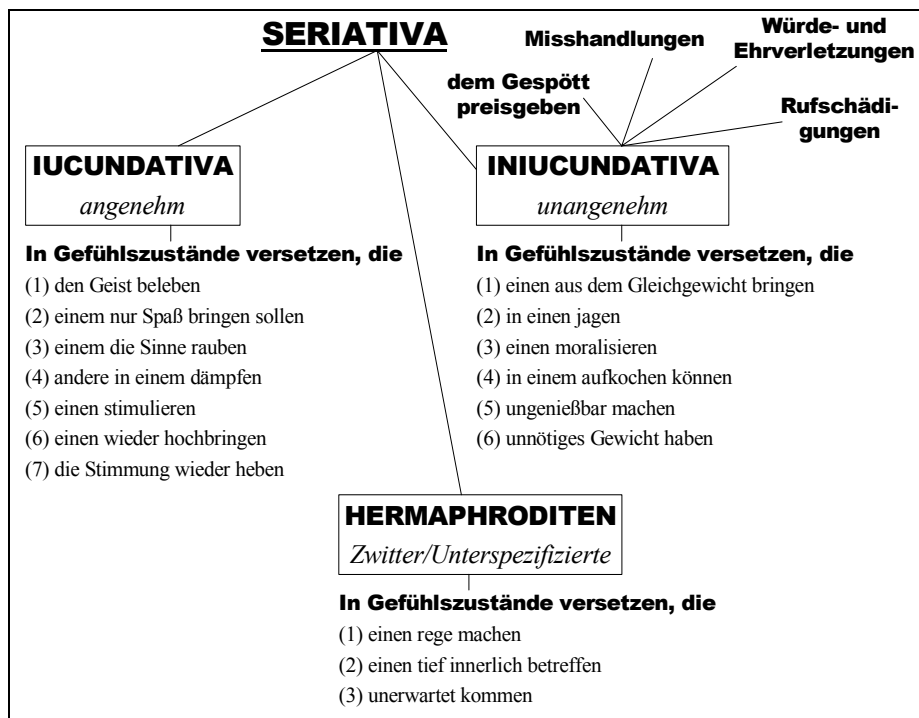 SERIATIVA
Misshandlungen
Würde- und
Ehrverletzungen
dem Gespött
preisgeben
Rufschädi-
gungen
IUCUNDATIVA
angenehm
INIUCUNDATIVA
unangenehm
In Gefühlszustände versetzen, die
(1) den Geist beleben
(2) einem nur Spaß bringen sollen
(3) einem die Sinne rauben
(4) andere in einem dämpfen
(5) einen stimulieren
(6) einen wieder hochbringen
(7) die Stimmung wieder heben
In Gefühlszustände versetzen, die
(1) einen aus dem Gleichgewicht bringen
(2) in einen jagen
(3) einen moralisieren
(4) in einem aufkochen können
(5) ungenießbar machen
(6) unnötiges Gewicht haben
HERMAPHRODITEN
Zwitter/Unterspezifizierte
In Gefühlszustände versetzen, die
(1) einen rege machen
(2) einen tief innerlich betreffen
(3) unerwartet kommen